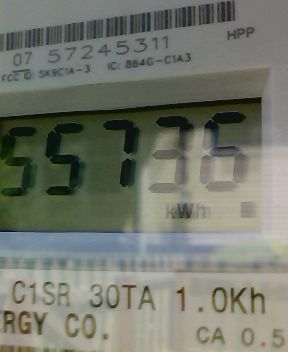 HPP
07 57245311
FCC ID: SK9C1A-3 IC: 864G-C1A3
55736
kWh
C1SR 30TA 1.0Kh
RGY CO.
CA 0.5